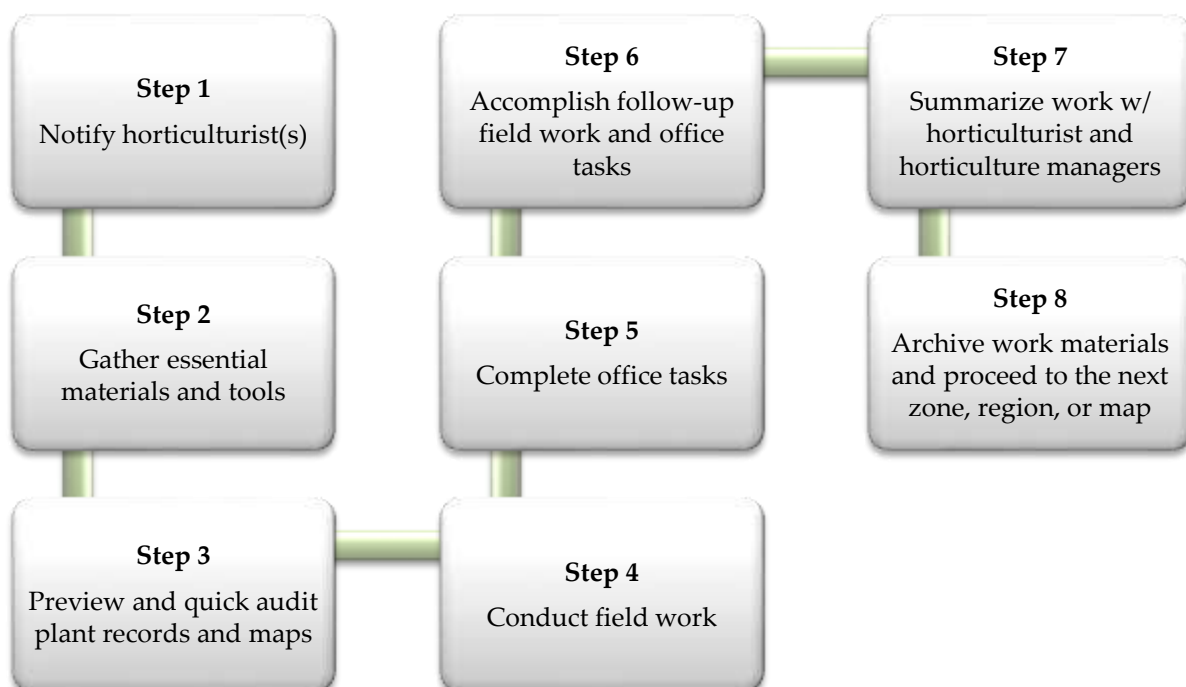 Step 1
Notify horticulturist(s)
Step 2
Gather essential
materials and tools
Step 3
Preview and quick audit
plant records and maps
Step 4
Conduct field work
Step 5
Complete office tasks
Step 6
Accomplish follow-up
field work and office
tasks
Step 7
Summarize work w/
horticulturist and
horticulture managers
Step 8
Archive work materials
and proceed to the next
zone, region, or map